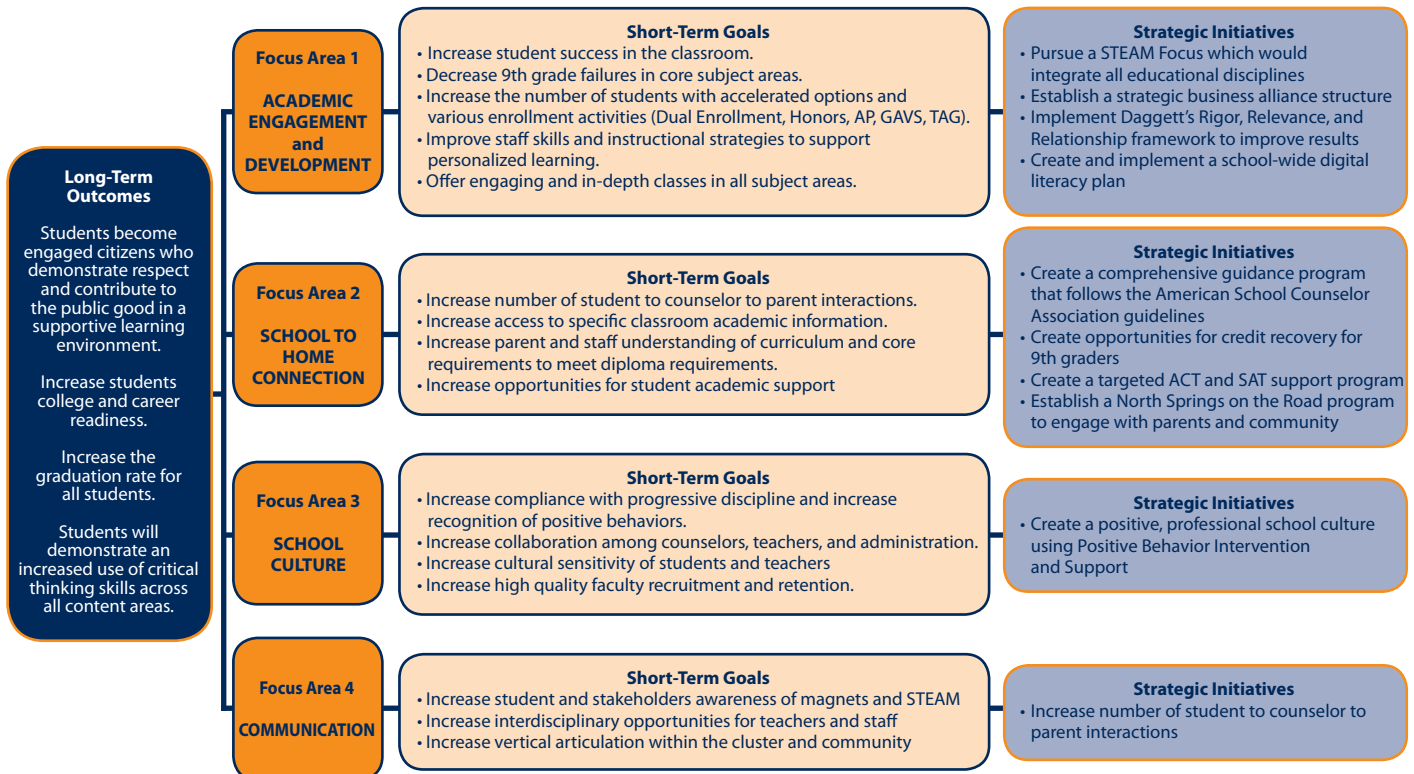 Long-Term
Outcomes
Students become
engaged citizens who
demonstrate respect
and contribute to
the public good in a
supportive learning
environment.
Increase students
college and career
readiness.
Increase the
graduation rate for
all students.
Students will
demonstrate an
increased use of critical
thinking skills across
all content areas.
Focus Area 1
ACADEMIC
ENGAGEMENT
and
DEVELOPMENT
Short-Term Goals
• Increase student success in the classroom.
• Decrease 9th grade failures in core subject areas.
• Increase the number of students with accelerated options and
various enrollment activities (Dual Enrollment, Honors, AP, GAVS, TAG).
• Improve staff skills and instructional strategies to support
personalized learning.
• Offer engaging and in-depth classes in all subject areas.
Strategic Initiatives
• Pursue a STEAM Focus which would
integrate all educational disciplines
• Establish a strategic business alliance structure
• Implement Daggett's Rigor, Relevance, and
Relationship framework to improve results
• Create and implement a school-wide digital
literacy plan
Focus Area 2
SCHOOL TO
HOME
CONNECTION
Short-Term Goals
• Increase number of student to counselor to parent interactions.
• Increase access to specific classroom academic information.
• Increase parent and staff understanding of curriculum and core
requirements to meet diploma requirements.
• Increase opportunities for student academic support
Strategic Initiatives
• Create a comprehensive guidance program
that follows the American School Counselor
Association guidelines
• Create opportunities for credit recovery for
9th graders
• Create a targeted ACT and SAT support program
• Establish a North Springs on the Road program
to engage with parents and community
Focus Area 3
SCHOOL
CULTURE
Short-Term Goals
• Increase compliance with progressive discipline and increase
recognition of positive behaviors.
• Increase collaboration among counselors, teachers, and administration.
• Increase cultural sensitivity of students and teachers
• Increase high quality faculty recruitment and retention.
Strategic Initiatives
• Create a positive, professional school culture
using Positive Behavior Intervention
and Support
Focus Area 4
COMMUNICATION
Short-Term Goals
• Increase student and stakeholders awareness of magnets and STEAM
• Increase interdisciplinary opportunities for teachers and staff
• Increase vertical articulation within the cluster and community
Strategic Initiatives
• Increase number of student to counselor to
parent interactions